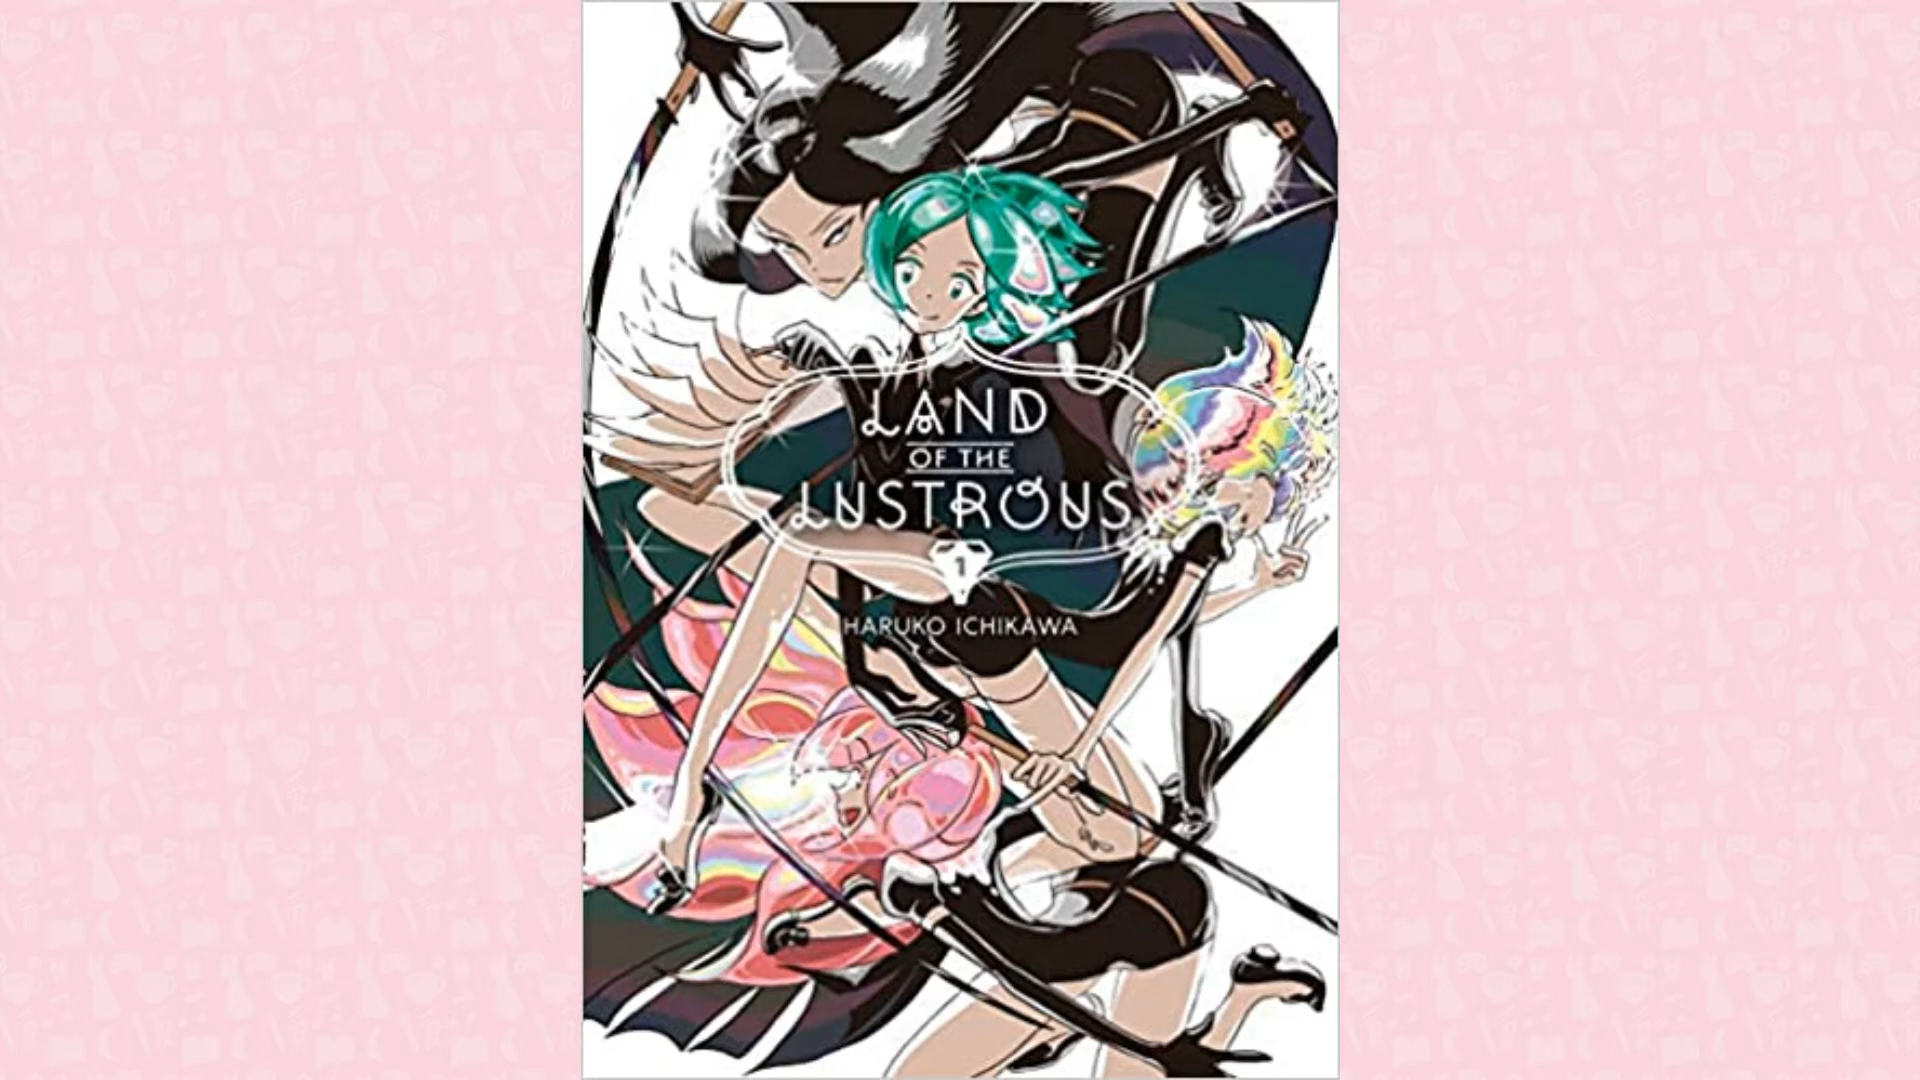 LAND
OF THE
LUSTROUS
1
HARUKO ICHIKAWA